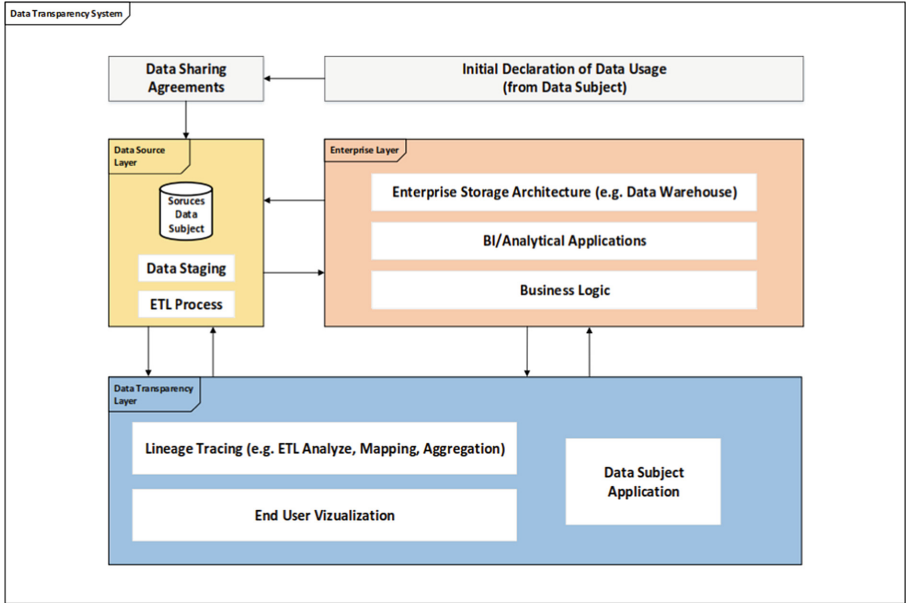 Data Transparency System
Data Sharing
Agreements
Initial Declaration of Data Usage
(from Data Subject)
Data Source
Layer
Soruces
Data
Subject
Data Staging
ETL Process
Enterprise Layer
Enterprise Storage Architecture (e.g. Data Warehouse)
BI/Analytical Applications
Business Logic
Data Transparency
Layer
Lineage Tracing (e.g. ETL Analyze, Mapping, Aggregation)
End User Vizualization
Data Subject
Application